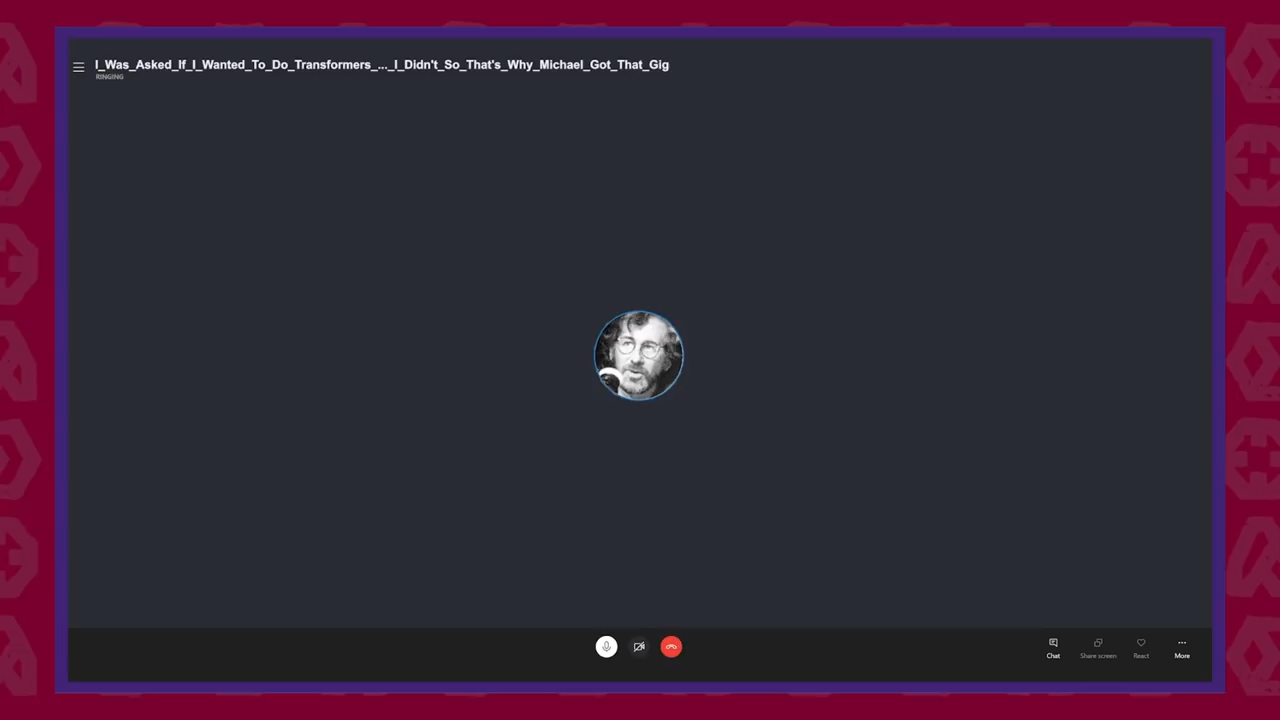 I_Was_Asked_If_I_Wanted_To_Do_Transformers_..._I_Didn't_So_That's_Why_Michael_Got_That_Gig
RINGING
Chat
Share screen
React
More